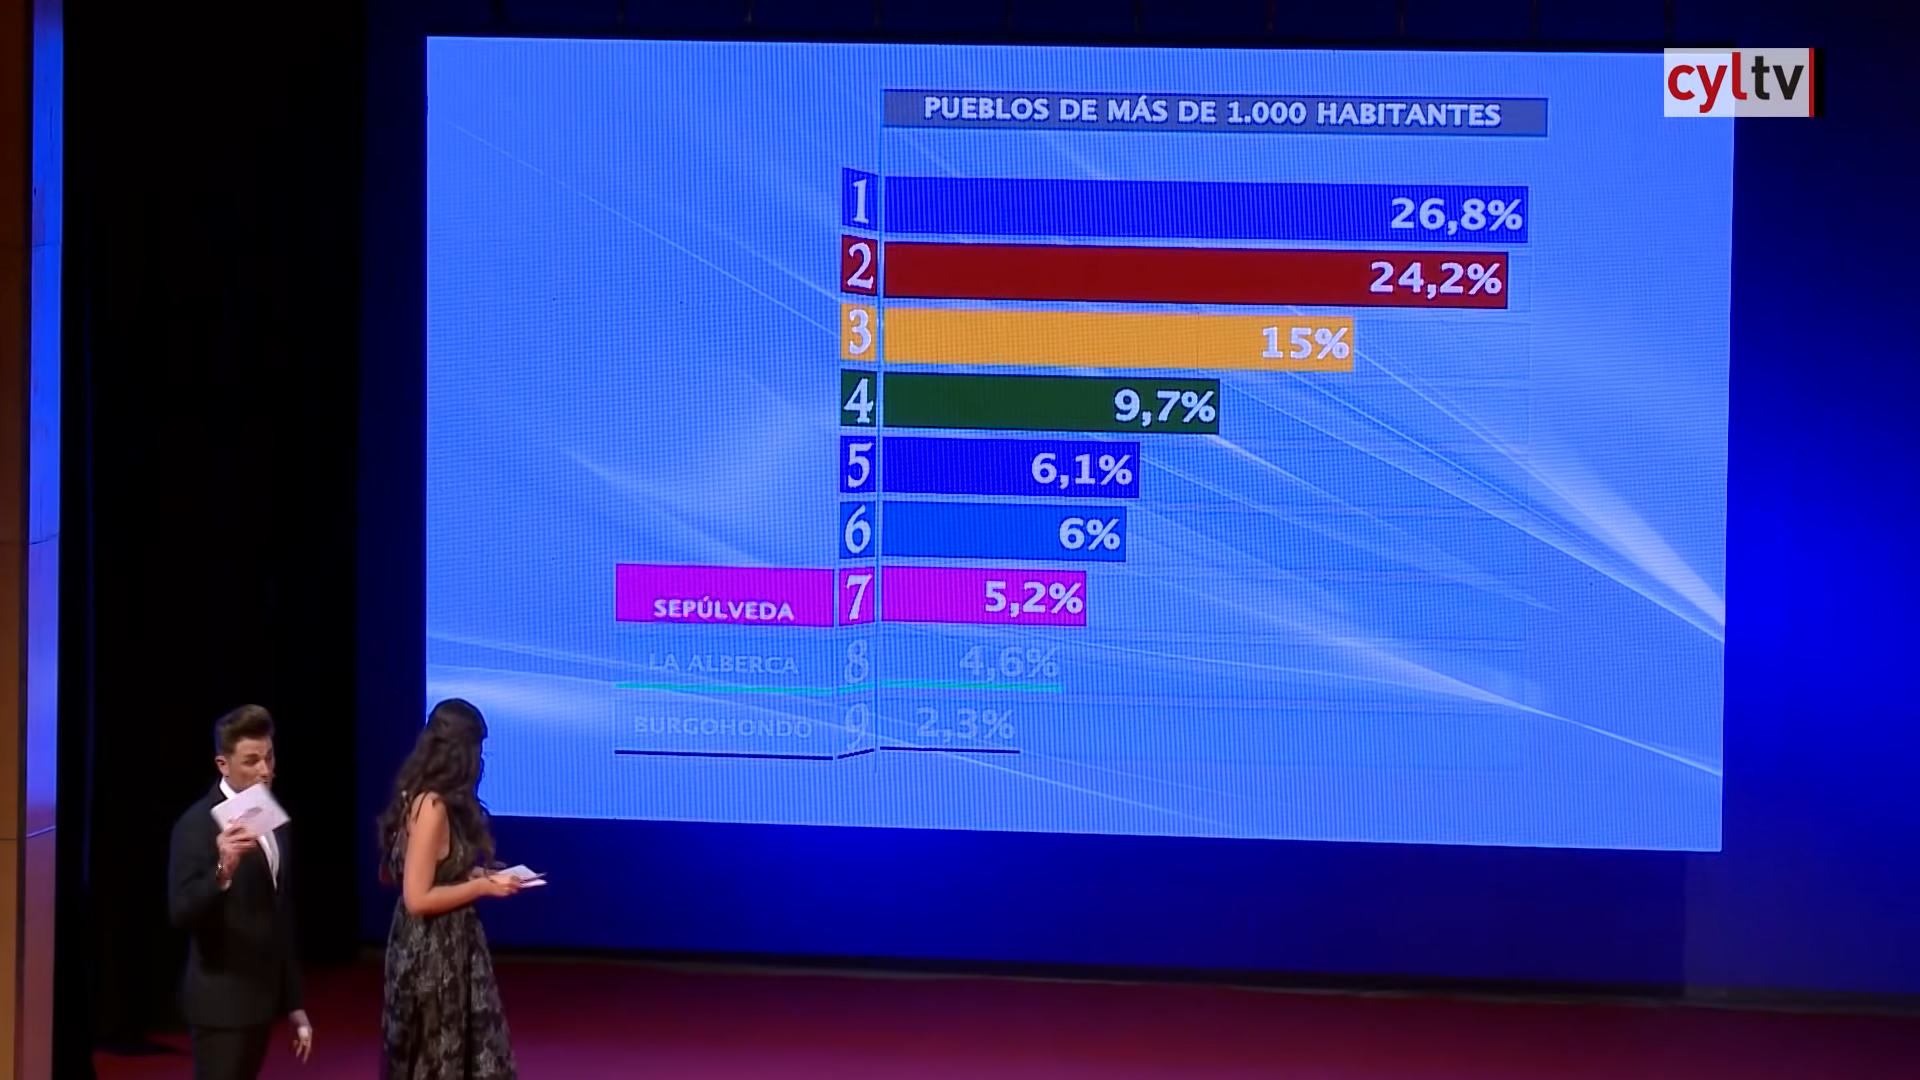 cyltv
PUEBLOS DE MÁS DE 1.000 HABITANTES
1 26,8%
2 24,2%
3 15%
4 9,7%
5 6,1%
6 6%
SEPÚLVEDA 7 5,2%
LA ALBERCA 8 4,6%
BURGOHONDO 9 2,3%